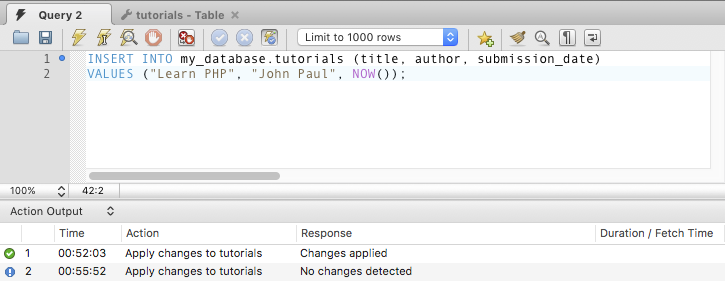 Query 2
tutorials - Table
Limit to 1000 rows
1 INSERT INTO my_database.tutorials (title, author, submission_date)
2 VALUES ("Learn PHP", "John Paul", NOW());
100% 42:2
Action Output
Time Action Response Duration / Fetch Time
1 00:52:03 Apply changes to tutorials Changes applied
2 00:55:52 Apply changes to tutorials No changes detected